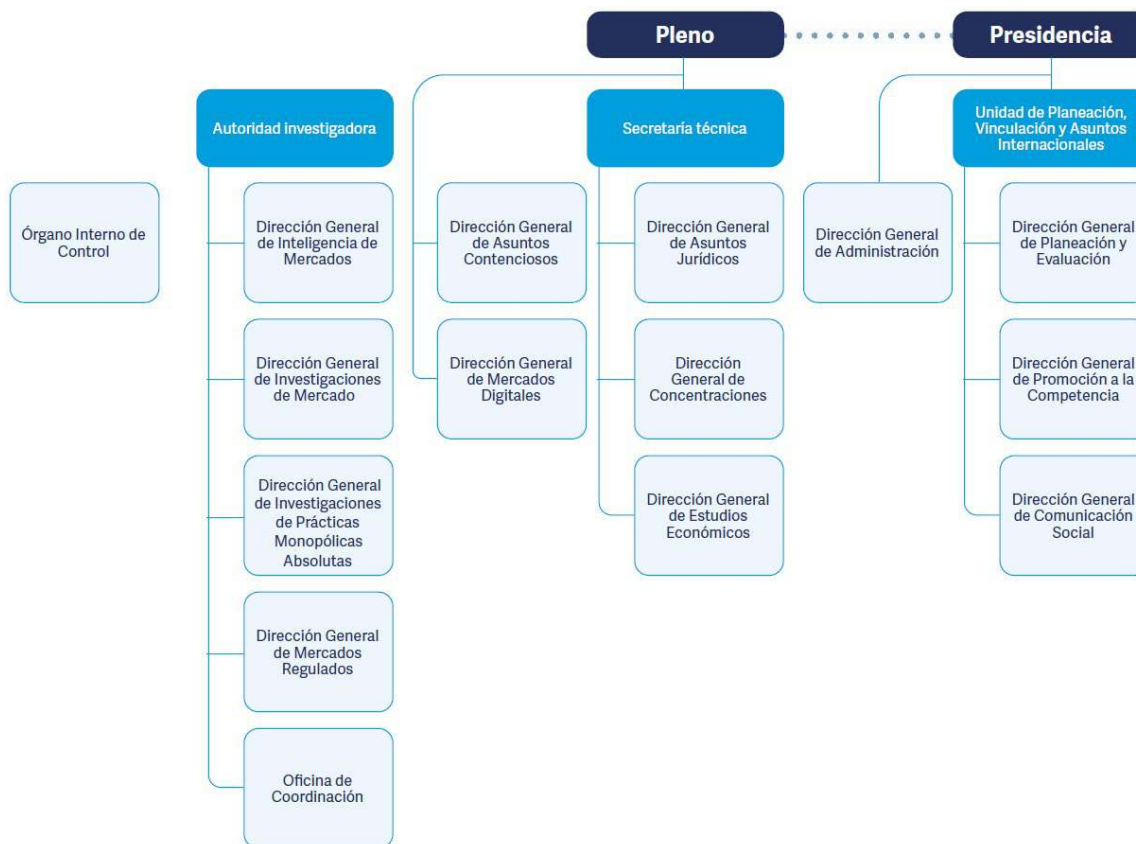 Pleno
Presidencia
Autoridad investigadora
Secretaría técnica
Unidad de Planeación,
Vinculación y Asuntos
Internacionales
Órgano Interno de
Control
Dirección General
de Inteligencia de
Mercados
Dirección General
de Asuntos
Contenciosos
Dirección General
de Asuntos
Jurídicos
Dirección General
de Administración
Dirección General
de Planeación y
Evaluación
Dirección General
de Investigaciones
de Mercado
Dirección General
de Mercados
Digitales
Dirección
General de
Concentraciones
Dirección General
de Promoción a la
Competencia
Dirección General
de Investigaciones
de Prácticas
Monopólicas
Absolutas
Dirección General
de Estudios
Económicos
Dirección General
de Comunicación
Social
Dirección General
de Mercados
Regulados
Oficina de
Coordinación